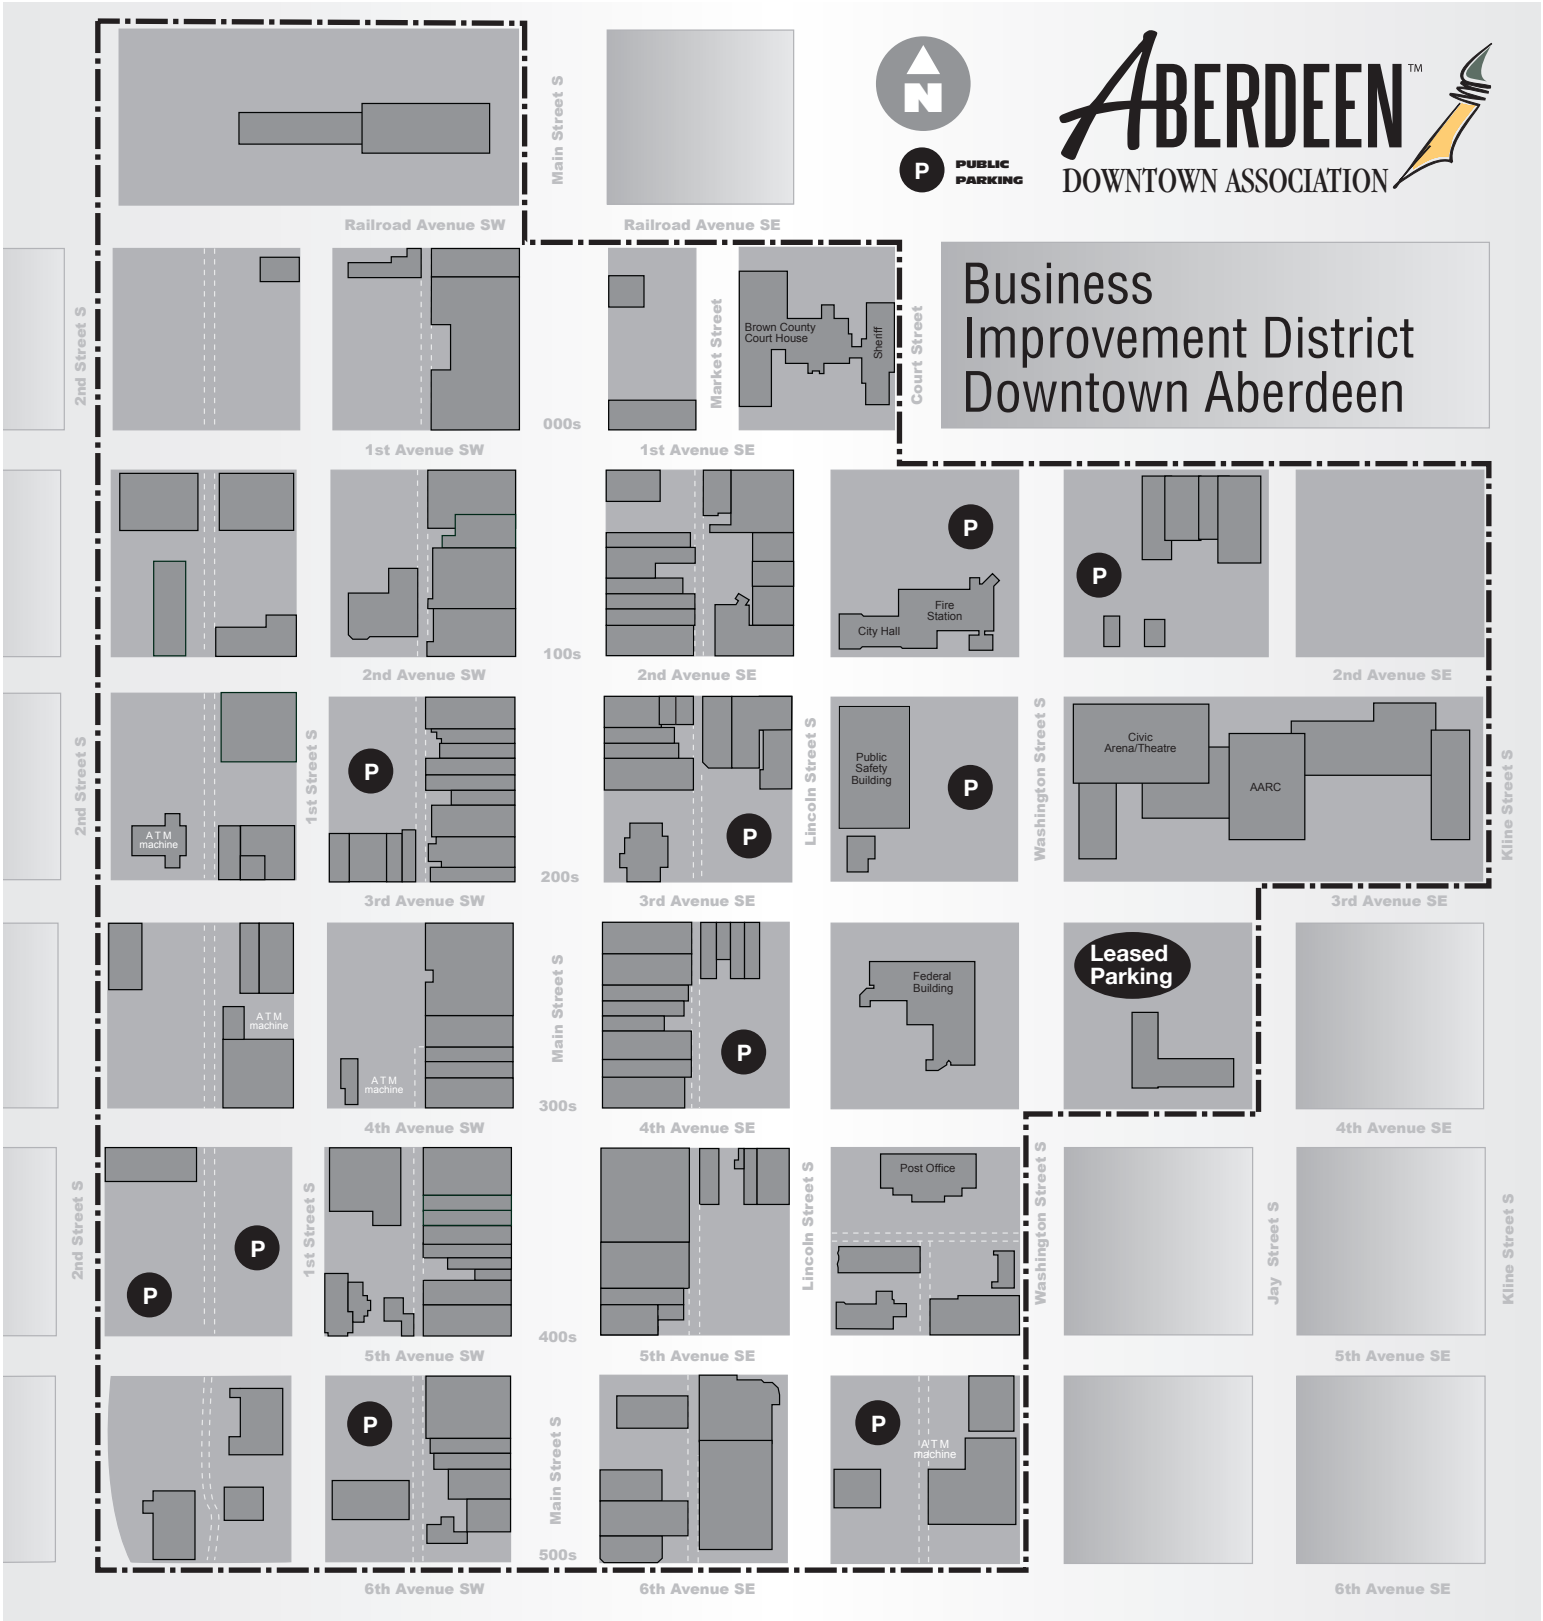 ABERDEEN™
DOWNTOWN ASSOCIATION
N
P
PUBLIC
PARKING
Business
Improvement District
Downtown Aberdeen
Main Street S
Railroad Avenue SW
Railroad Avenue SE
2nd Street S
Market Street
Brown County
Court House
Sheriff
Court Street
000s
1st Avenue SW
1st Avenue SE
P
P
Fire
Station
City Hall
100s
2nd Avenue SW
2nd Avenue SE
2nd Avenue SE
2nd Street S
1st Street S
P
Lincoln Street S
Public
Safety
Building
P
Washington Street S
Civic
Arena/Theatre
AARC
Kline Street S
ATM
machine
P
200s
3rd Avenue SW
3rd Avenue SE
3rd Avenue SE
Leased
Parking
Federal
Building
Main Street S
ATM
machine
P
ATM
machine
300s
4th Avenue SW
4th Avenue SE
4th Avenue SE
Post Office
2nd Street S
1st Street S
Lincoln Street S
Washington Street S
Jay Street S
Kline Street S
P
P
400s
5th Avenue SW
5th Avenue SE
5th Avenue SE
P
P
ATM
machine
Main Street S
500s
6th Avenue SW
6th Avenue SE
6th Avenue SE